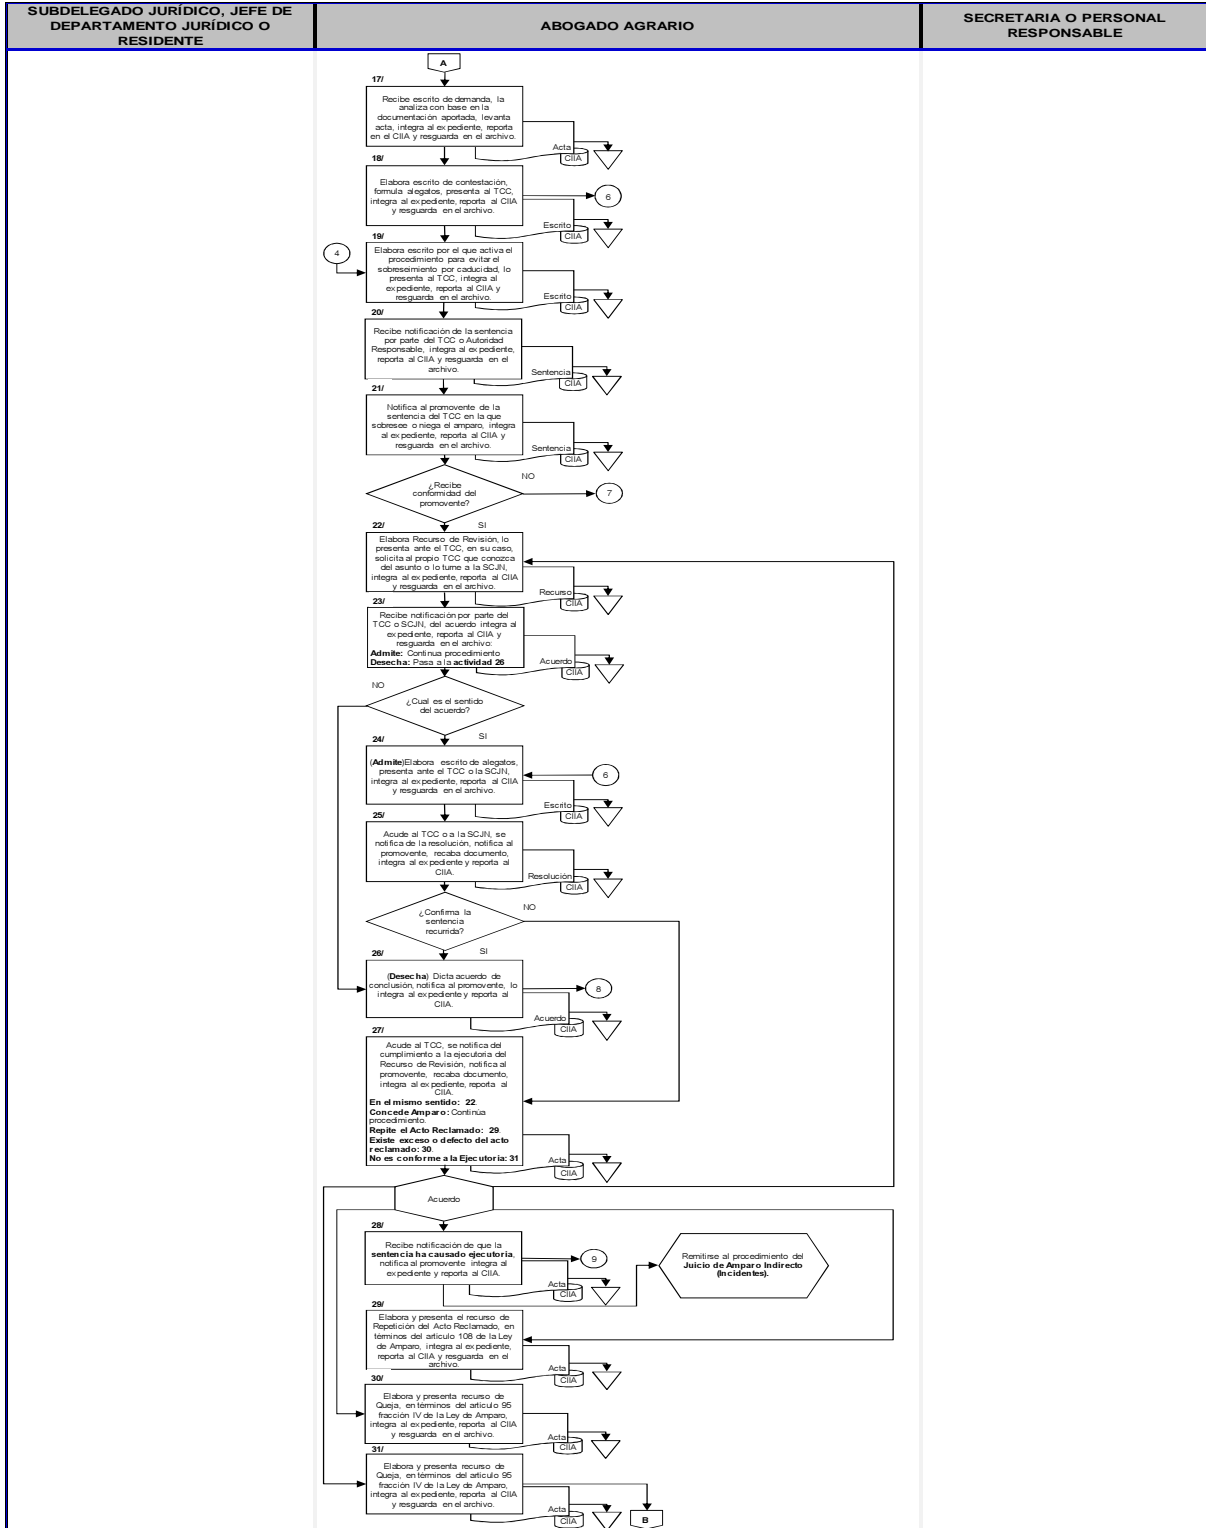 SUBDELEGADO JURÍDICO, JEFE DE
DEPARTAMENTO JURÍDICO O
RESIDENTE
ABOGADO AGRARIO
SECRETARIA O PERSONAL
RESPONSABLE
A
17/
Recibe escrito de demanda, la
analiza con base en la
documentación aportada, levanta
acta, integra al expediente, reporta
en el CIIA y resguarda en el archivo.
Acta
CIIA
18/
Elabora escrito de contestación,
formula alegatos, presenta al TCC,
integra al expediente, reporta al CIIA
y resguarda en el archivo.
6
Escrito
CIIA
19/
4
Elabora escrito por el que activa el
procedimiento para evitar el
sobreseimiento por caducidad, lo
presenta al TCC, integra al
expediente, reporta al CIIA y
resguarda en el archivo.
Escrito
CIIA
20/
Recibe notificación de la sentencia
por parte del TCC o Autoridad
Responsable, integra al expediente,
reporta al CIIA y resguarda en el
archivo.
Sentencia
CIIA
21/
Notifica al promovente de la
sentencia del TCC en la que
sobresee o niega el amparo, integra
al expediente, reporta al CIIA y
resguarda en el archivo.
Sentencia
CIIA
¿Recibe
conformidad del
promovente?
NO
7
SI
22/
Elabora Recurso de Revisión, lo
presenta ante el TCC, en su caso,
solicita al propio TCC que conozca
del asunto o lo turne a la SCJN,
integra al expediente, reporta al CIIA
y resguarda en el archivo.
Recurso
CIIA
23/
Recibe notificación por parte del
TCC o SCJN, del acuerdo integra al
expediente, reporta al CIIA y
resguarda en el archivo:
Admite: Continua procedimiento
Desecha: Pasa a la actividad 26
Acuerdo
CIIA
NO
¿Cual es el sentido
del acuerdo?
SI
24/
(Admite)Elabora escrito de alegatos,
presenta ante el TCC o la SCJN,
integra al expediente, reporta al CIIA
y resguarda en el archivo.
6
Escrito
CIIA
25/
Acude al TCC o a la SCJN, se
notifica de la resolución, notifica al
promovente, recaba documento,
integra al expediente y reporta al
CIIA.
Resolución
CIIA
¿Confirma la
sentencia
recurrida?
NO
SI
26/
(Desecha) Dicta acuerdo de
conclusión, notifica al promovente, lo
integra al expediente y reporta al
CIIA.
8
Acuerdo
CIIA
27/
Acude al TCC, se notifica del
cumplimiento a la ejecutoria del
Recurso de Revisión, notifica al
promovente, recaba documento,
integra al expediente, reporta al
CIIA.
En el mismo sentido: 22.
Concede Amparo: Continúa
procedimiento.
Repite el Acto Reclamado: 29.
Existe exceso o defecto del acto
reclamado: 30.
No es conforme a la Ejecutoria: 31
Acta
CIIA
Acuerdo
28/
Recibe notificación de que la
sentencia ha causado ejecutoria,
notifica al promovente integra al
expediente y reporta al CIIA.
9
Acta
CIIA
Remitirse al procedimiento del
Juicio de Amparo Indirecto
(Incidentes).
29/
Elabora y presenta el recurso de
Repetición del Acto Reclamado, en
términos del artículo 108 de la Ley
de Amparo, integra al expediente,
reporta al CIIA y resguarda en el
archivo.
Acta
CIIA
30/
Elabora y presenta recurso de
Queja, en términos del artículo 95
fracción IV de la Ley de Amparo,
integra al expediente, reporta al CIIA
y resguarda en el archivo.
Acta
CIIA
31/
Elabora y presenta recurso de
Queja, en términos del artículo 95
fracción IV de la Ley de Amparo,
integra al expediente, reporta al CIIA
y resguarda en el archivo.
Acta
CIIA
B